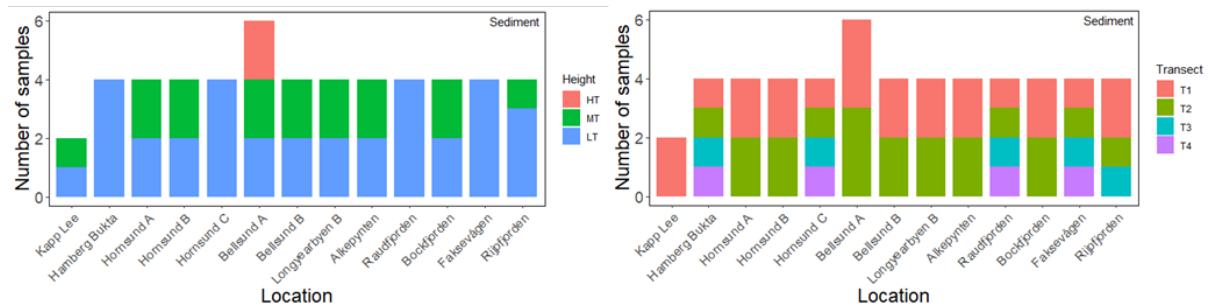 Sediment
Number of samples
6
4
2
0
Height
HT
MT
LT
Kapp Lee
Hamberg Bukta
Hornsund A
Hornsund B
Hornsund C
Bellsund A
Bellsund B
Longyearbyen B
Alkepynten
Raudfjorden
Bockfjorden
Faksevågen
Rijpfjorden
Location
Sediment
Number of samples
6
4
2
0
Transect
T1
T2
T3
T4
Kapp Lee
Hamberg Bukta
Hornsund A
Hornsund B
Hornsund C
Bellsund A
Bellsund B
Longyearbyen B
Alkepynten
Raudfjorden
Bockfjorden
Faksevågen
Rijpfjorden
Location